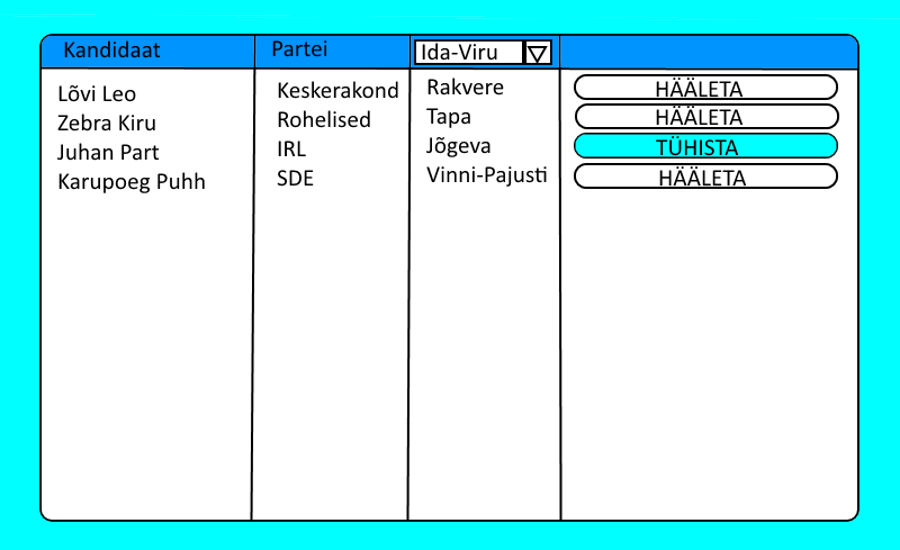 Kandidaat Partei Ida-Viru
Lõvi Leo Keskerakond Rakvere HÄÄLETA
Zebra Kiru Rohelised Tapa HÄÄLETA
Juhan Part IRL Jõgeva TÜHISTA
Karupoeg Puhh SDE Vinni-Pajusti HÄÄLETA